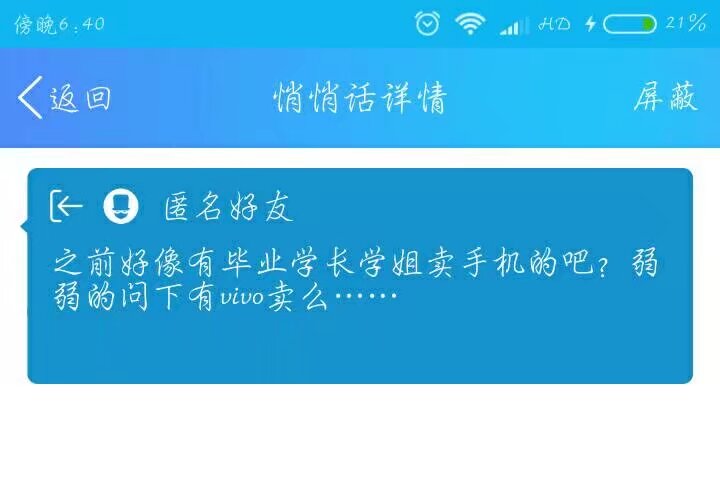 傍晚6:40 HD 21%
返回 悄悄话详情 屏蔽
匿名好友
之前好像有毕业学长学姐卖手机的吧？弱
弱的问下有vivo卖么……